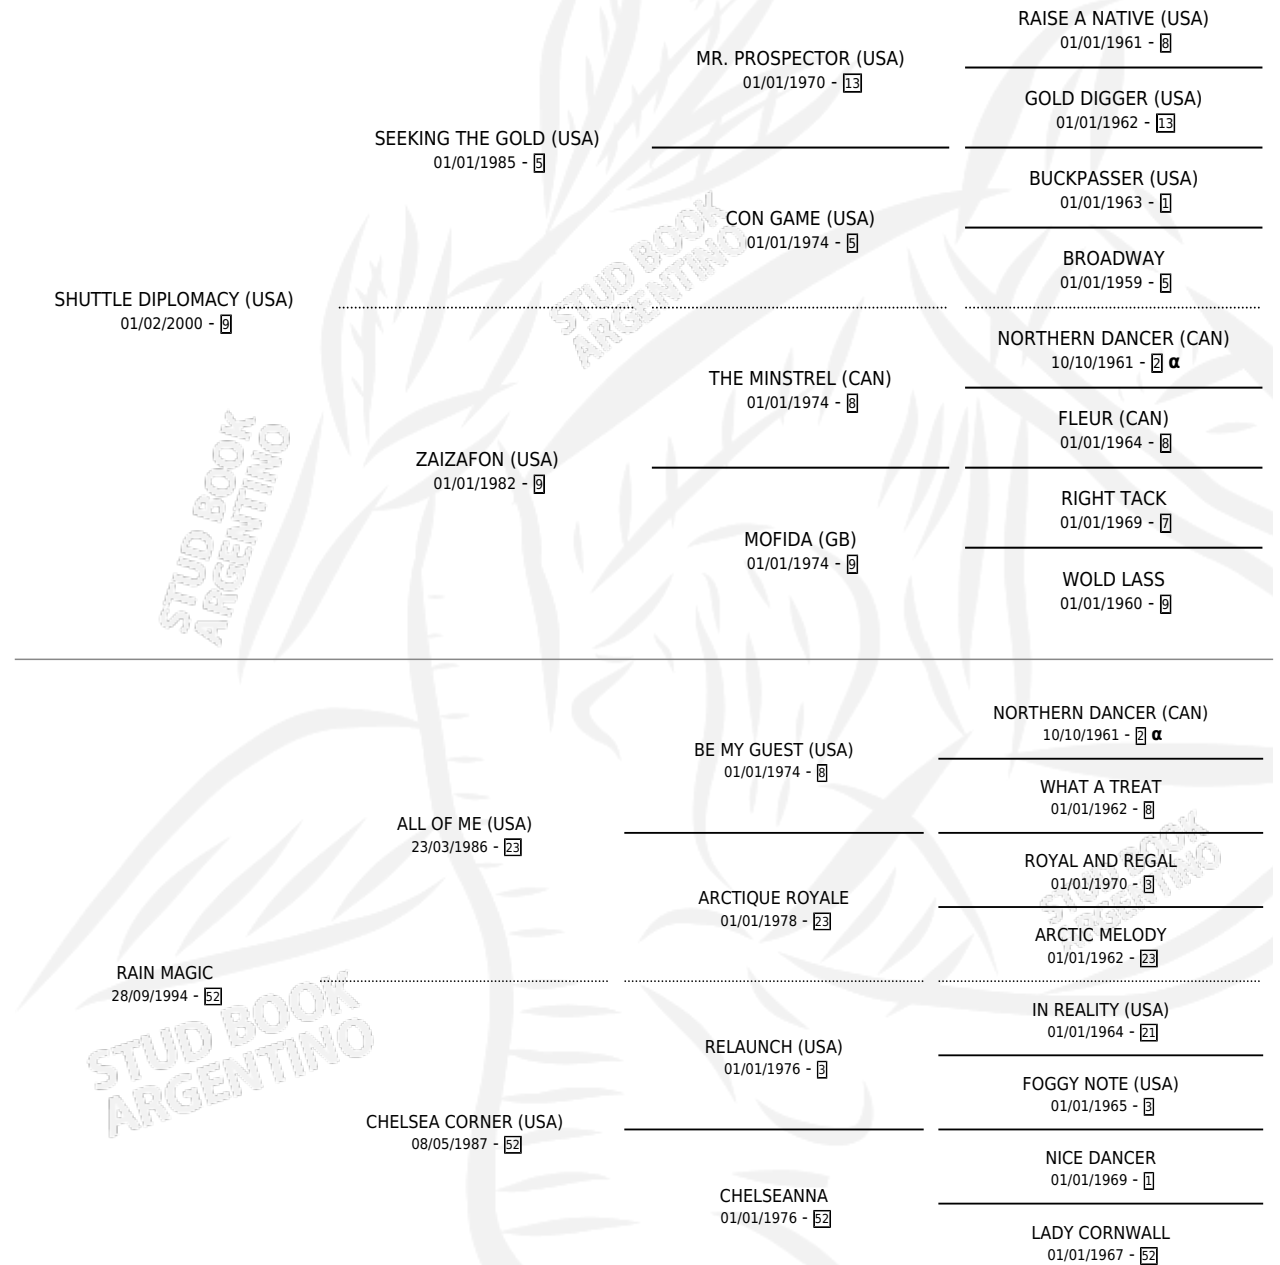 RAISE A NATIVE (USA)
01/01/1961 - 8
MR. PROSPECTOR (USA)
01/01/1970 - 13
GOLD DIGGER (USA)
01/01/1962 - 13
SEEKING THE GOLD (USA)
01/01/1985 - 5
BUCKPASSER (USA)
01/01/1963 - 1
CON GAME (USA)
01/01/1974 - 5
BROADWAY
01/01/1959 - 5
SHUTTLE DIPLOMACY (USA)
01/02/2000 - 9
STUD BOOK
ARGENTINO
NORTHERN DANCER (CAN)
10/10/1961 - 2 α
THE MINSTREL (CAN)
01/01/1974 - 8
FLEUR (CAN)
01/01/1964 - 8
ZAIZAFON (USA)
01/01/1982 - 9
RIGHT TACK
01/01/1969 - 7
MOFIDA (GB)
01/01/1974 - 9
WOLD LASS
01/01/1960 - 9
STUD BOOK
ARGENTINO
NORTHERN DANCER (CAN)
10/10/1961 - 2 α
BE MY GUEST (USA)
01/01/1974 - 8
WHAT A TREAT
01/01/1962 - 8
ALL OF ME (USA)
23/03/1986 - 23
ROYAL AND REGAL
01/01/1970 - 3
ARCTIQUE ROYALE
01/01/1978 - 23
ARCTIC MELODY
01/01/1962 - 23
STUD BOOK
ARGENTINO
RAIN MAGIC
28/09/1994 - 52
IN REALITY (USA)
01/01/1964 - 21
RELAUNCH (USA)
01/01/1976 - 3
FOGGY NOTE (USA)
01/01/1965 - 3
STUD BOOK
ARGENTINO
CHELSEA CORNER (USA)
08/05/1987 - 52
NICE DANCER
01/01/1969 - 1
CHELSEANNA
01/01/1976 - 52
LADY CORNWALL
01/01/1967 - 52